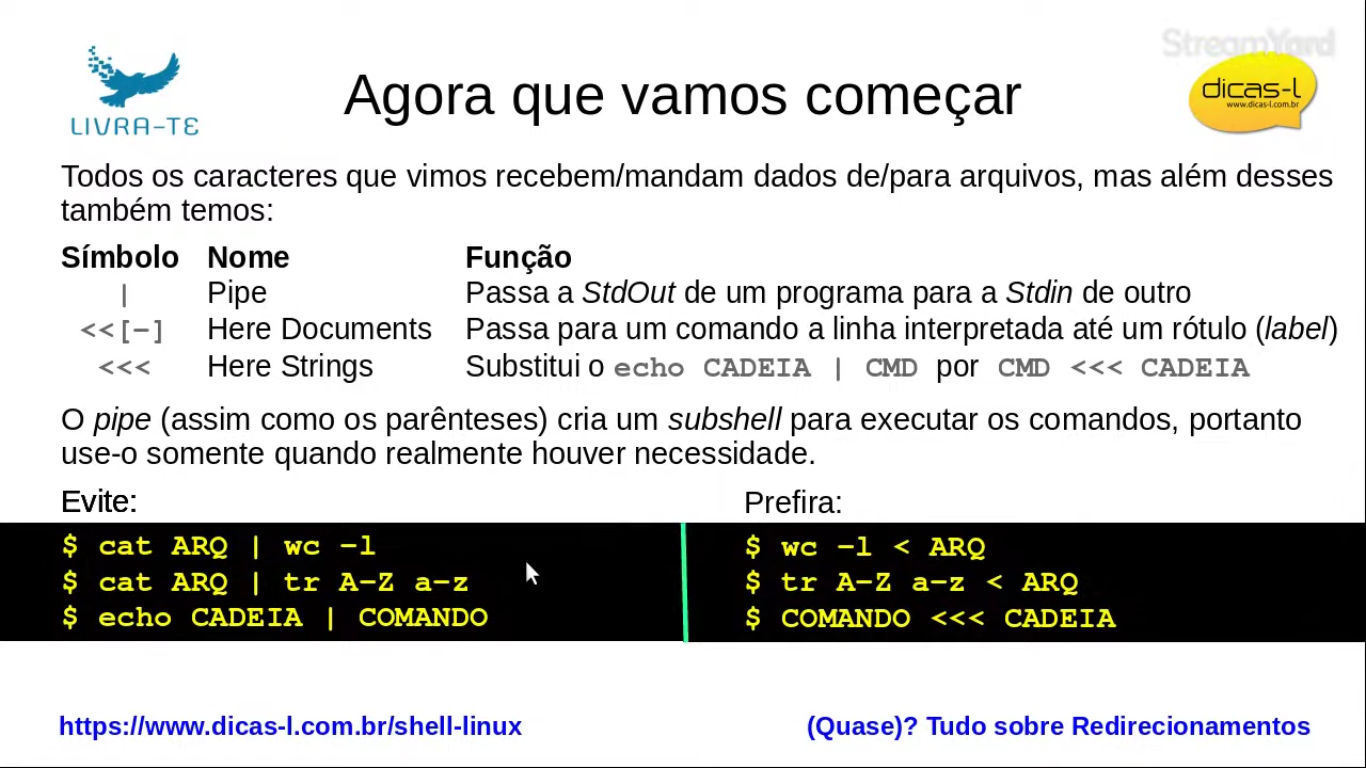 StreamYard
LIVRA-TE
Agora que vamos começar
dicas-l
www.dicas-l.com.br
Todos os caracteres que vimos recebem/mandam dados de/para arquivos, mas além desses
também temos:
Símbolo Nome Função
| Pipe Passa a StdOut de um programa para a Stdin de outro
<<[-] Here Documents Passa para um comando a linha interpretada até um rótulo (label)
<<< Here Strings Substitui o echo CADEIA | CMD por CMD <<< CADEIA
O pipe (assim como os parênteses) cria um subshell para executar os comandos, portanto
use-o somente quando realmente houver necessidade.
Evite: Prefira:
$ cat ARQ | wc -l $ wc -l < ARQ
$ cat ARQ | tr A-Z a-z $ tr A-Z a-z < ARQ
$ echo CADEIA | COMANDO $ COMANDO <<< CADEIA
https://www.dicas-l.com.br/shell-linux (Quase)? Tudo sobre Redirecionamentos